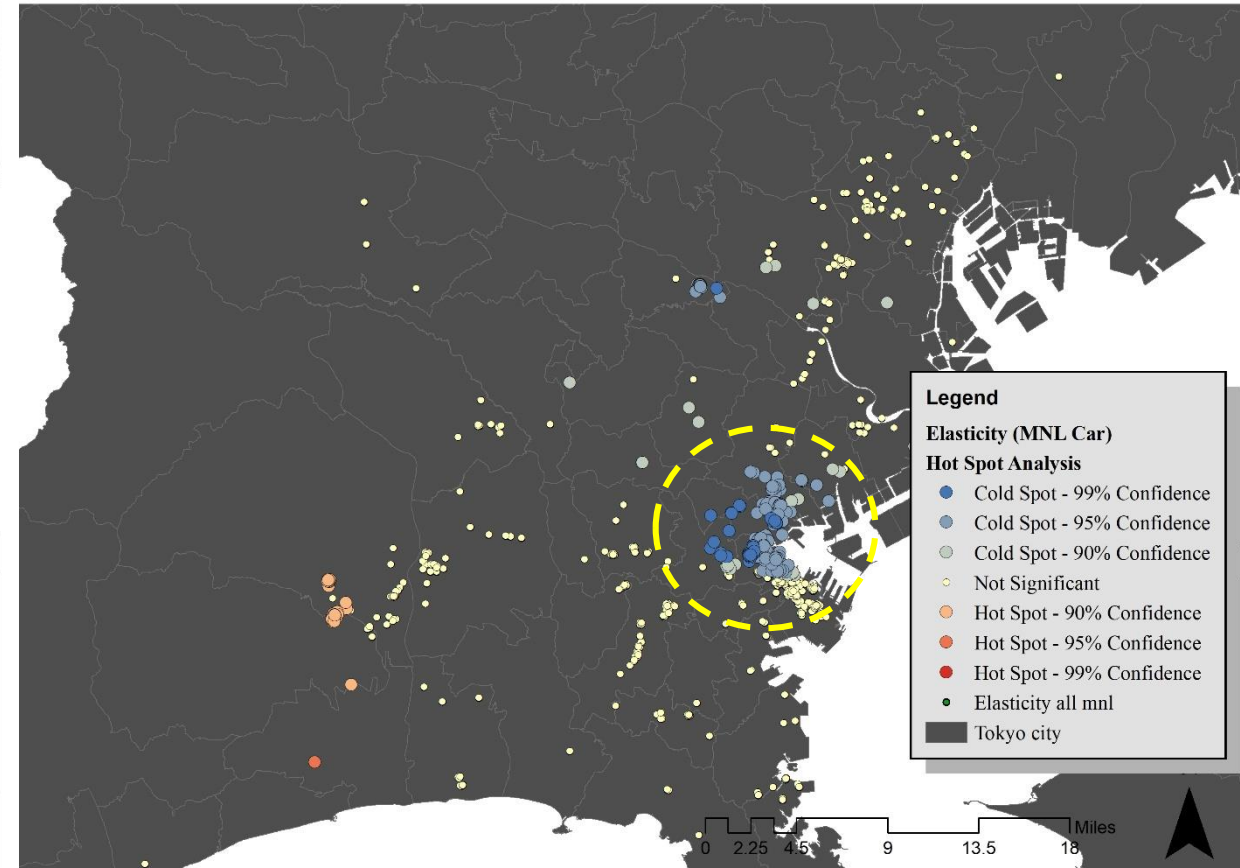 Legend
Elasticity (MNL Car)
Hot Spot Analysis
Cold Spot - 99% Confidence
Cold Spot - 95% Confidence
Cold Spot - 90% Confidence
Not Significant
Hot Spot - 90% Confidence
Hot Spot - 95% Confidence
Hot Spot - 99% Confidence
Elasticity all mnl
Tokyo city
Miles
0 2.25 4.5 9 13.5 18